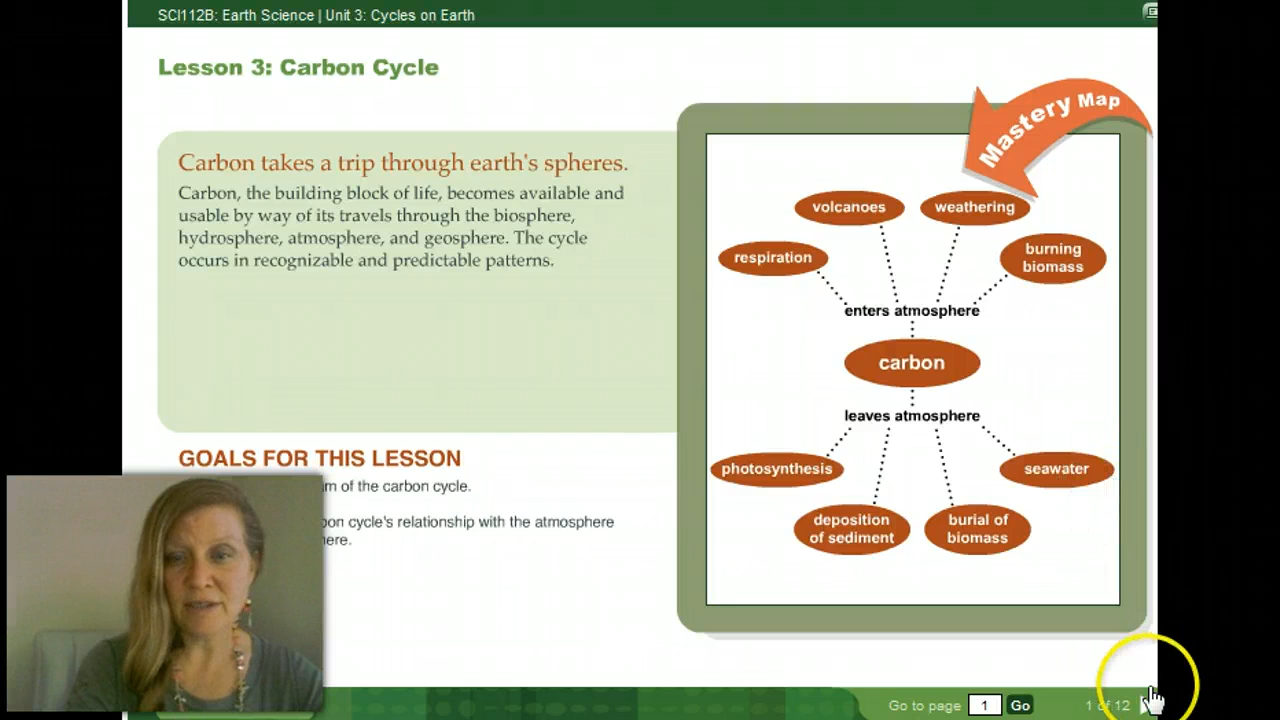 SCI112B: Earth Science | Unit 3: Cycles on Earth
Lesson 3: Carbon Cycle
Carbon takes a trip through earth's spheres.
Carbon, the building block of life, becomes available and
usable by way of its travels through the biosphere,
hydrosphere, atmosphere, and geosphere. The cycle
occurs in recognizable and predictable patterns.
GOALS FOR THIS LESSON
of the carbon cycle.
cycle's relationship with the atmosphere
Mastery Map
volcanoes
weathering
respiration
burning
biomass
enters atmosphere
carbon
leaves atmosphere
photosynthesis
seawater
deposition
of sediment
burial of
biomass
Go to page
1
Go
1 of 12